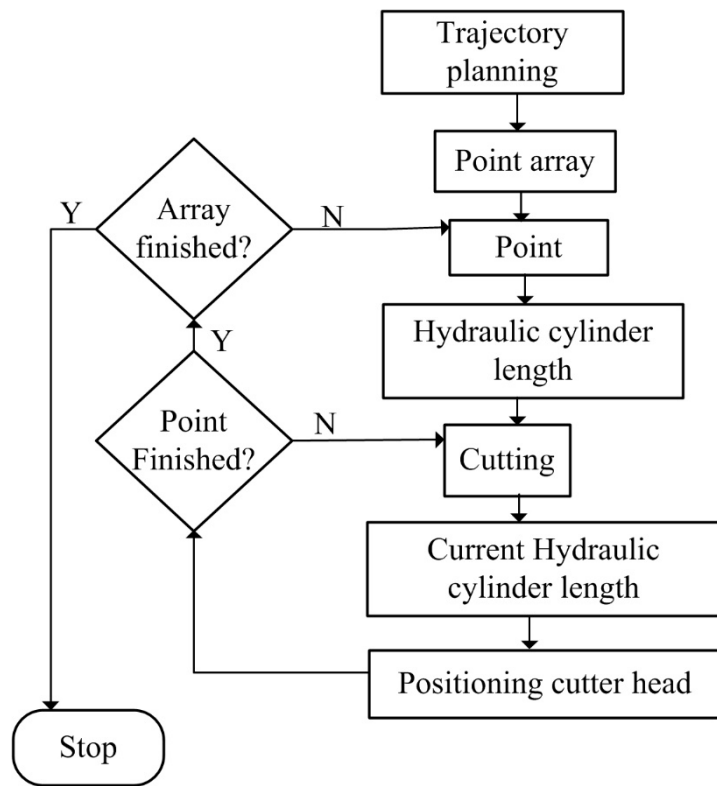 Trajectory
planning
Point array
Y
Array
finished?
N
Point
Y
Hydraulic cylinder
length
Point
Finished?
N
Cutting
Current Hydraulic
cylinder length
Positioning cutter head
Stop